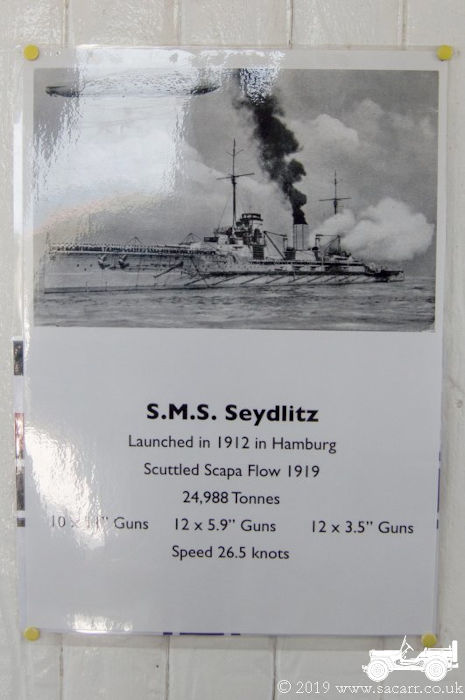 S.M.S. Seydlitz
Launched in 1912 in Hamburg
Scuttled Scapa Flow 1919
24,988 Tonnes
10 x 11” Guns 12 x 5.9” Guns 12 x 3.5” Guns
Speed 26.5 knots
© 2019 www.sacarr.co.uk